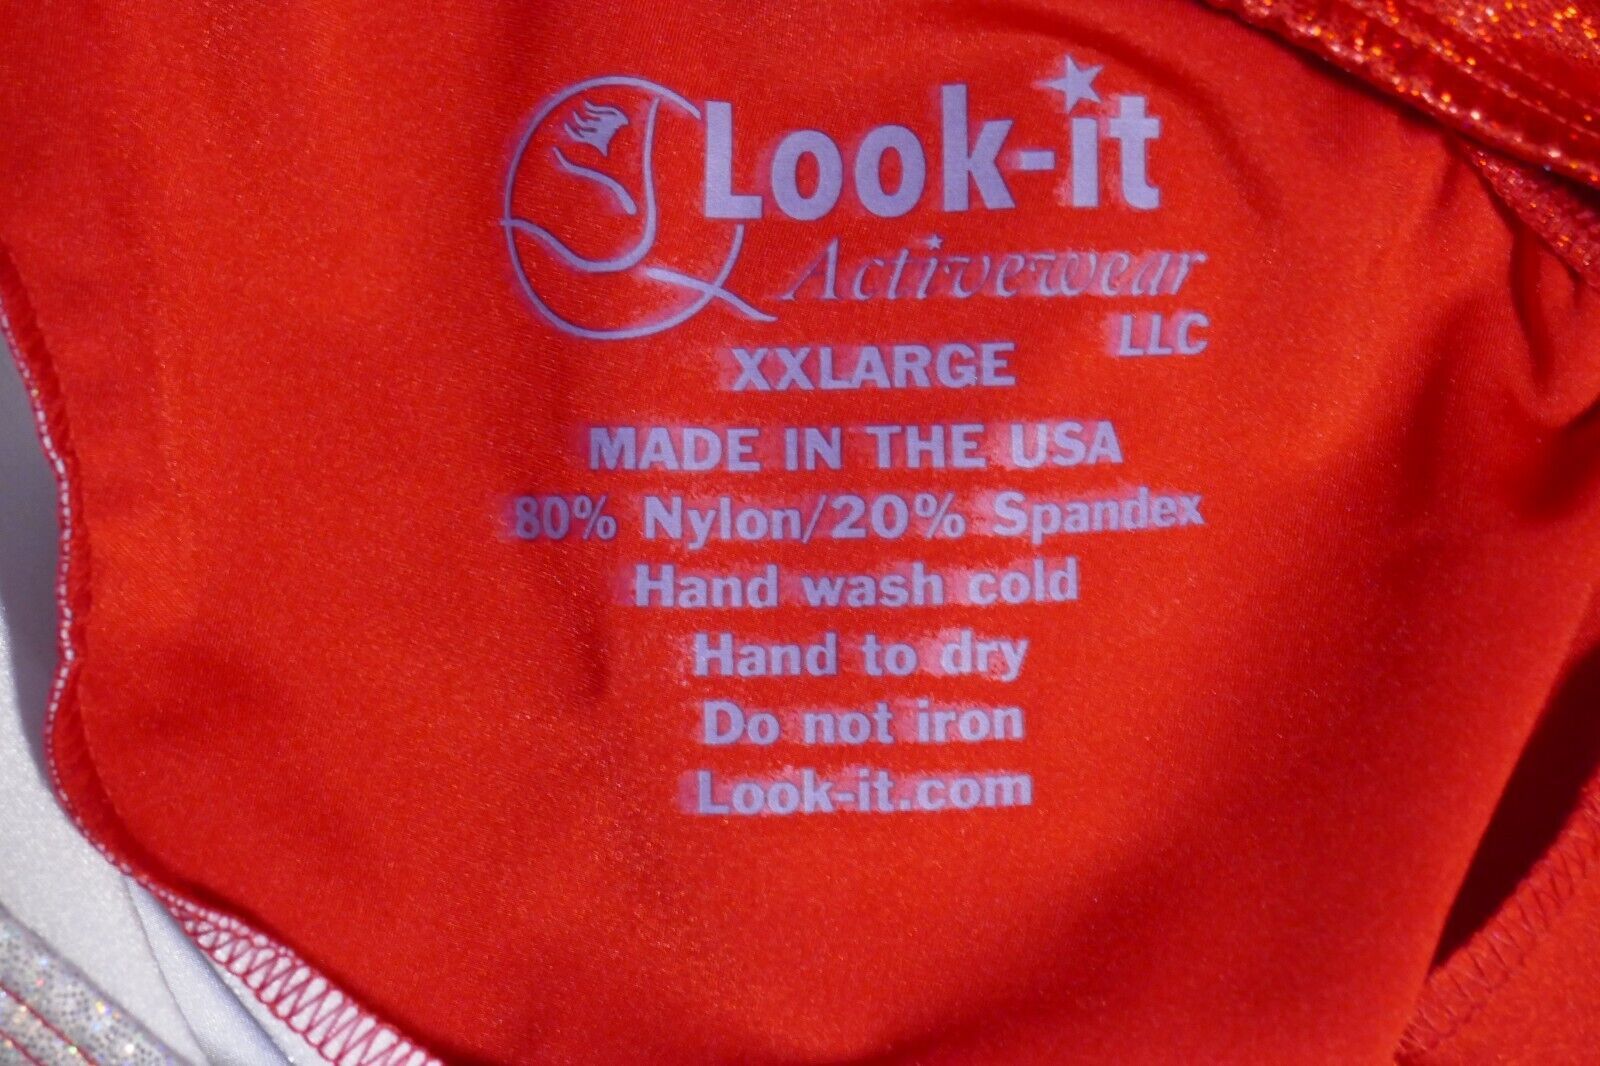 Look-it
Activewear
LLC
XXLARGE
MADE IN THE USA
80% Nylon/20% Spandex
Hand wash cold
Hand to dry
Do not iron
Look-it.com